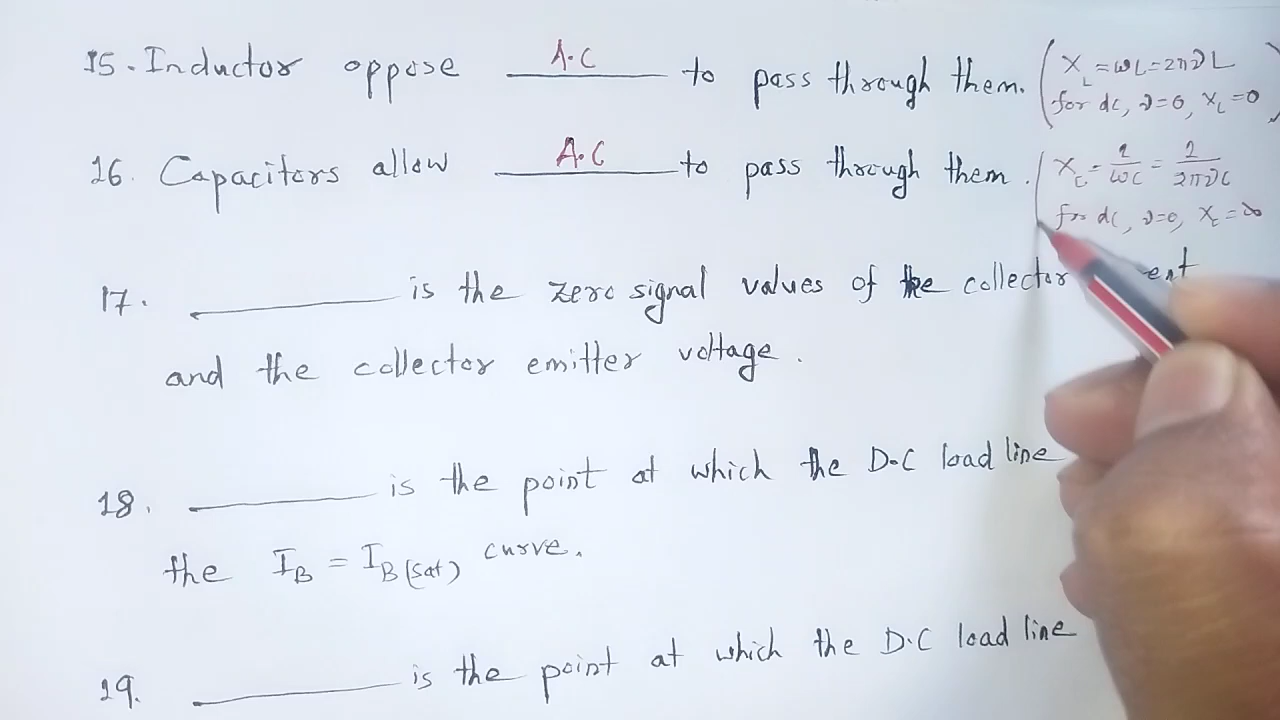 15. Inductor oppose A.C to pass through them. (X_L = ωL = 2πνL
for dc, ν=0, X_L=0)
16. Capacitors allow A.C to pass through them. (X_C = 1/ωC = 1/2πνC
for dc, ν=0, X_C = ∞
17. ______ is the zero signal values of the collector ent
and the collector emitter voltage.
18. ______ is the point at which the D.C load line
the I_B = I_B(sat) curve.
19. ______ is the point at which the D.C load line